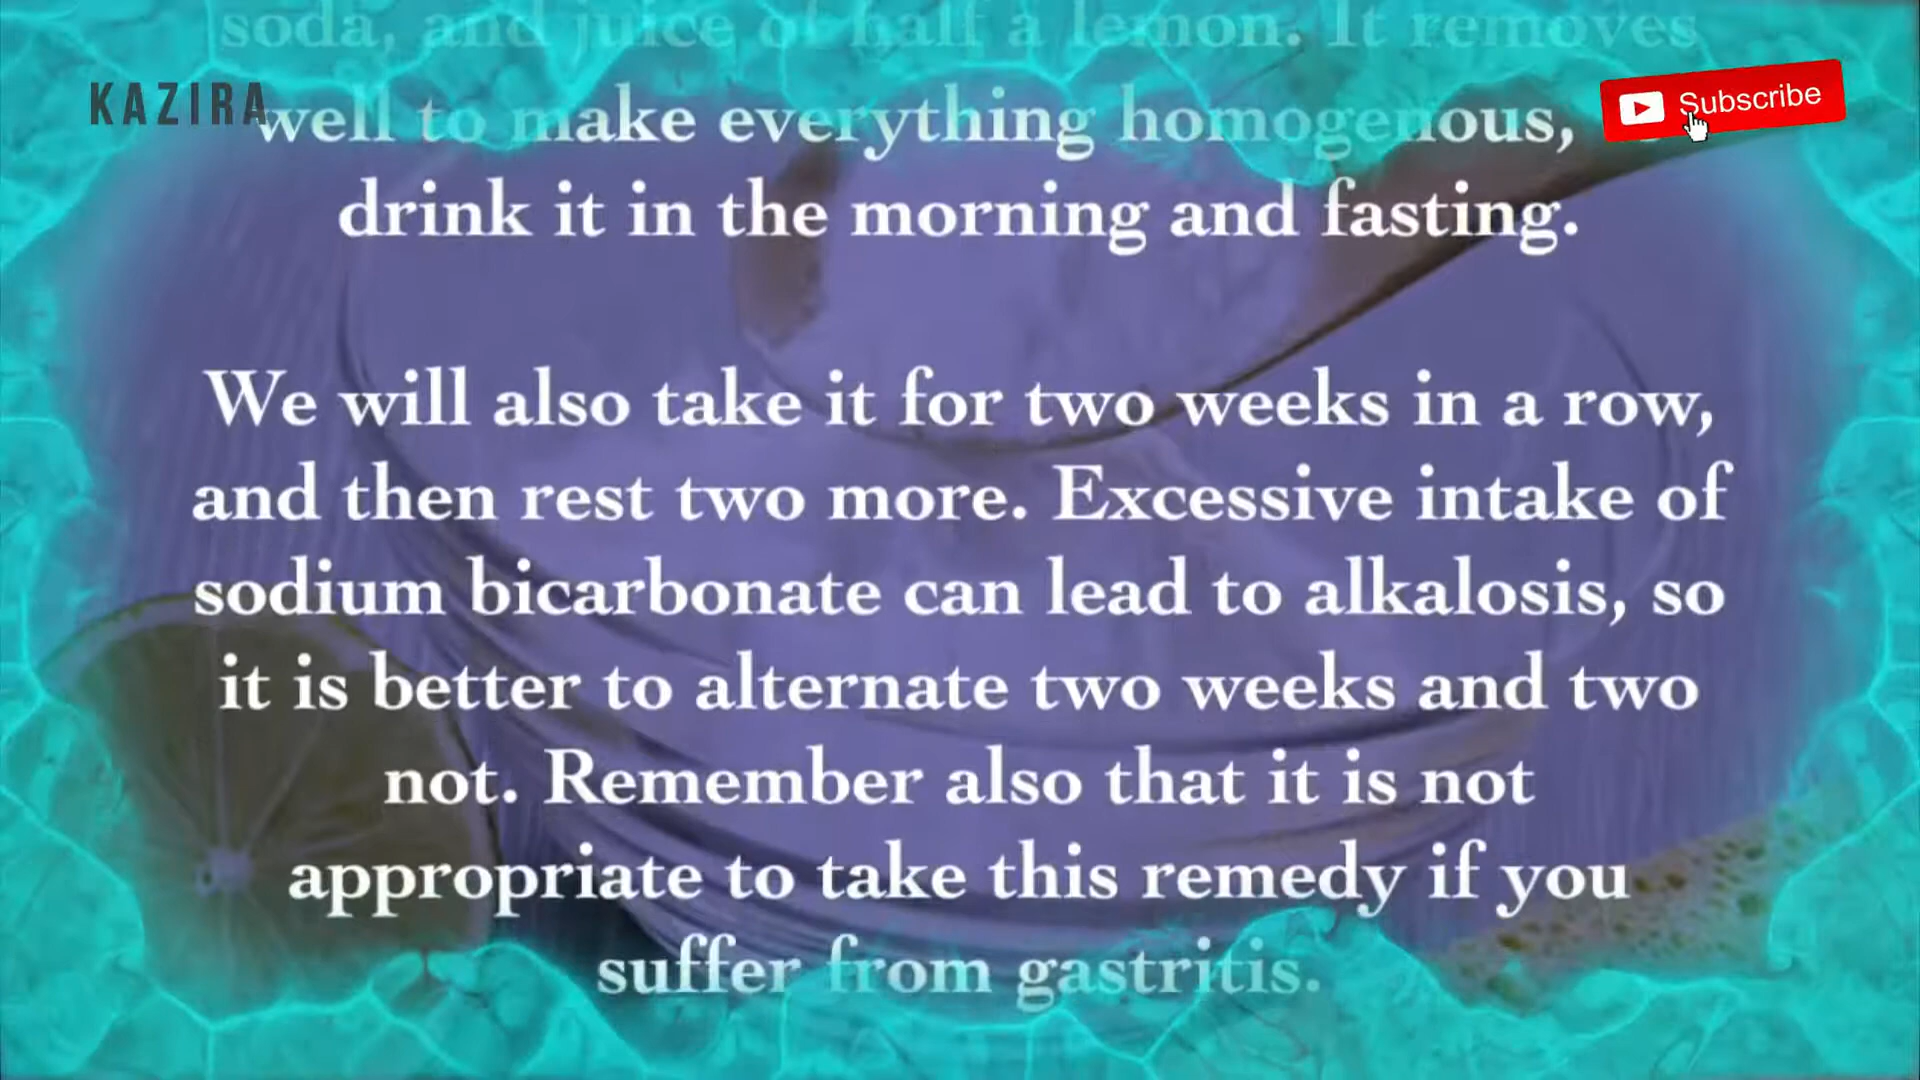 soda, and juice of half a lemon. It removes
KAZIRA
well to make everything homogenous,
Subscribe
drink it in the morning and fasting.
We will also take it for two weeks in a row,
and then rest two more. Excessive intake of
sodium bicarbonate can lead to alkalosis, so
it is better to alternate two weeks and two
not. Remember also that it is not
appropriate to take this remedy if you
suffer from gastritis.